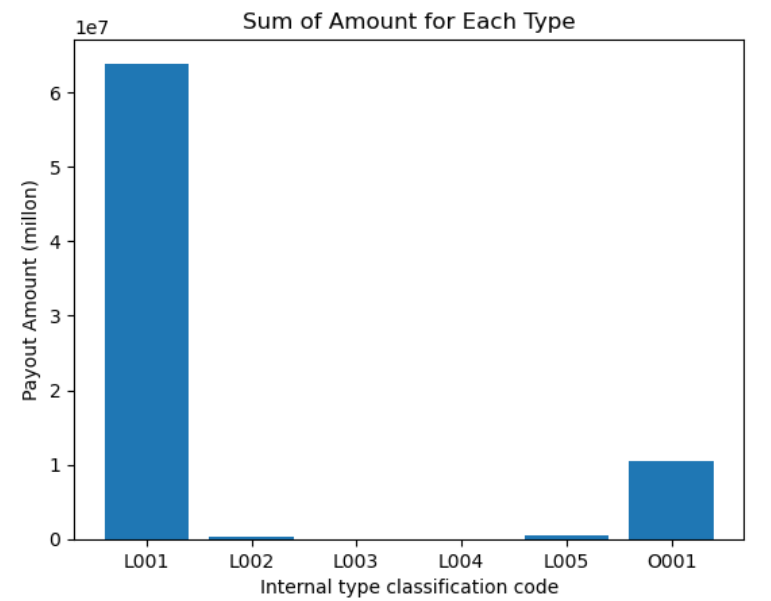 Sum of Amount for Each Type
1e7
6
5
4
3
2
1
0
Payout Amount (millon)
L001 L002 L003 L004 L005 O001
Internal type classification code